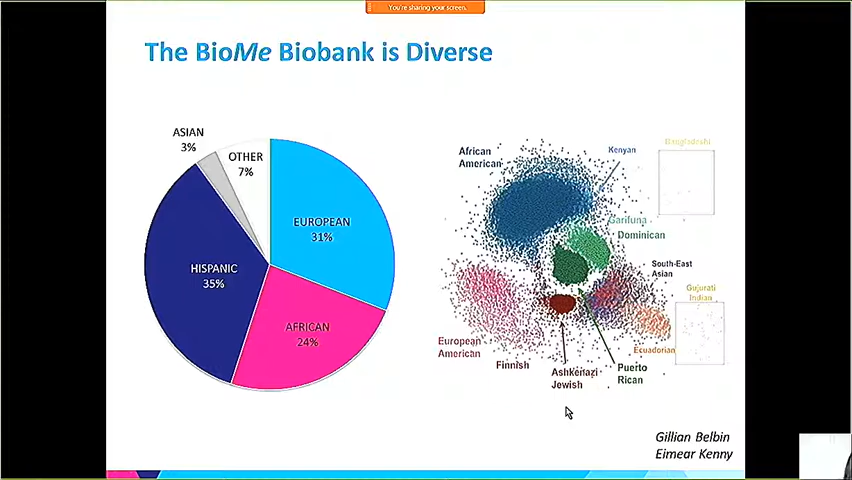 You're sharing your screen.
The BioMe Biobank is Diverse
ASIAN
3%
OTHER
7%
EUROPEAN
31%
HISPANIC
35%
AFRICAN
24%
African
American
Kenyan
Bangladeshi
Garifuna
Dominican
South-East
Asian
Gujurati
Indian
European
American
Finnish
Ashkenazi
Jewish
Puerto
Rican
Ecuadorian
Gillian Belbin
Eimear Kenny